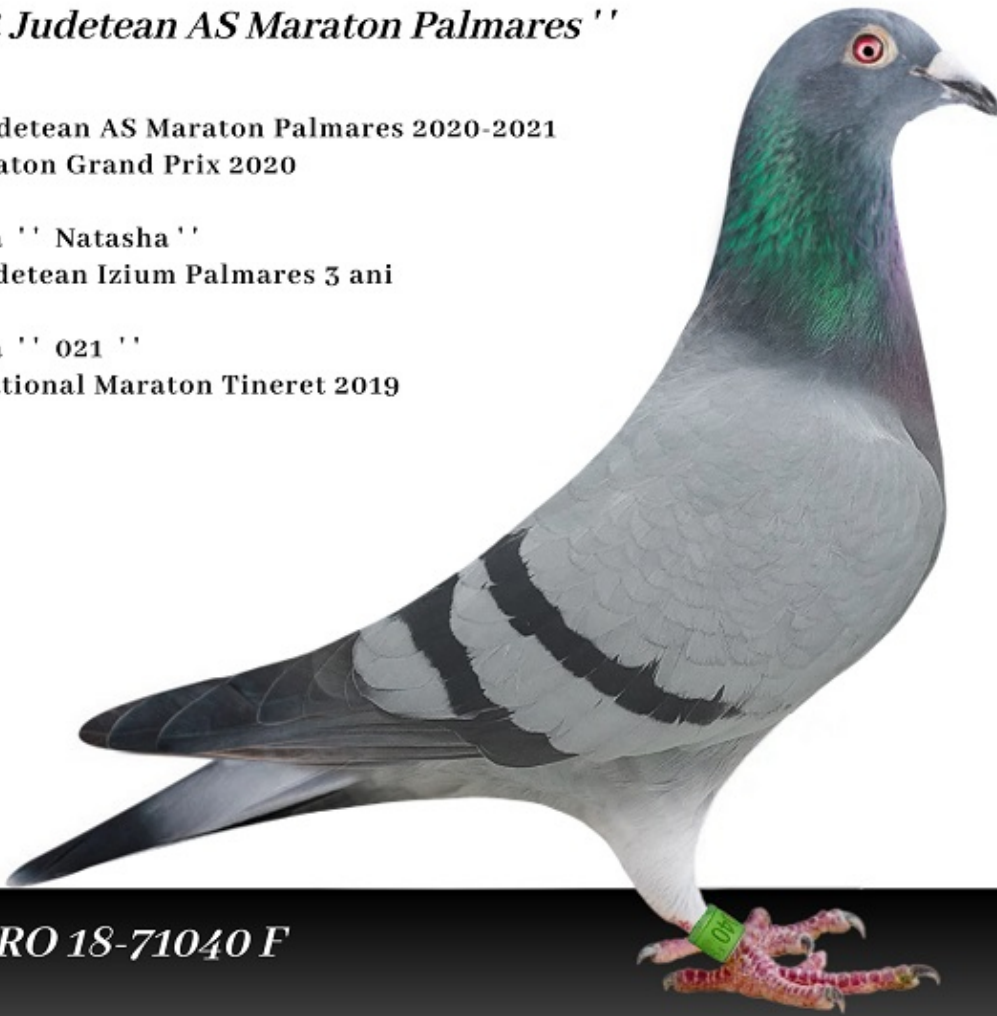 Judetean AS Maraton Palmares ''
detean AS Maraton Palmares 2020-2021
aton Grand Prix 2020
'' Natasha ''
detean Izium Palmares 3 ani
'' 021 ''
tional Maraton Tineret 2019
RO 18-71040 F
40